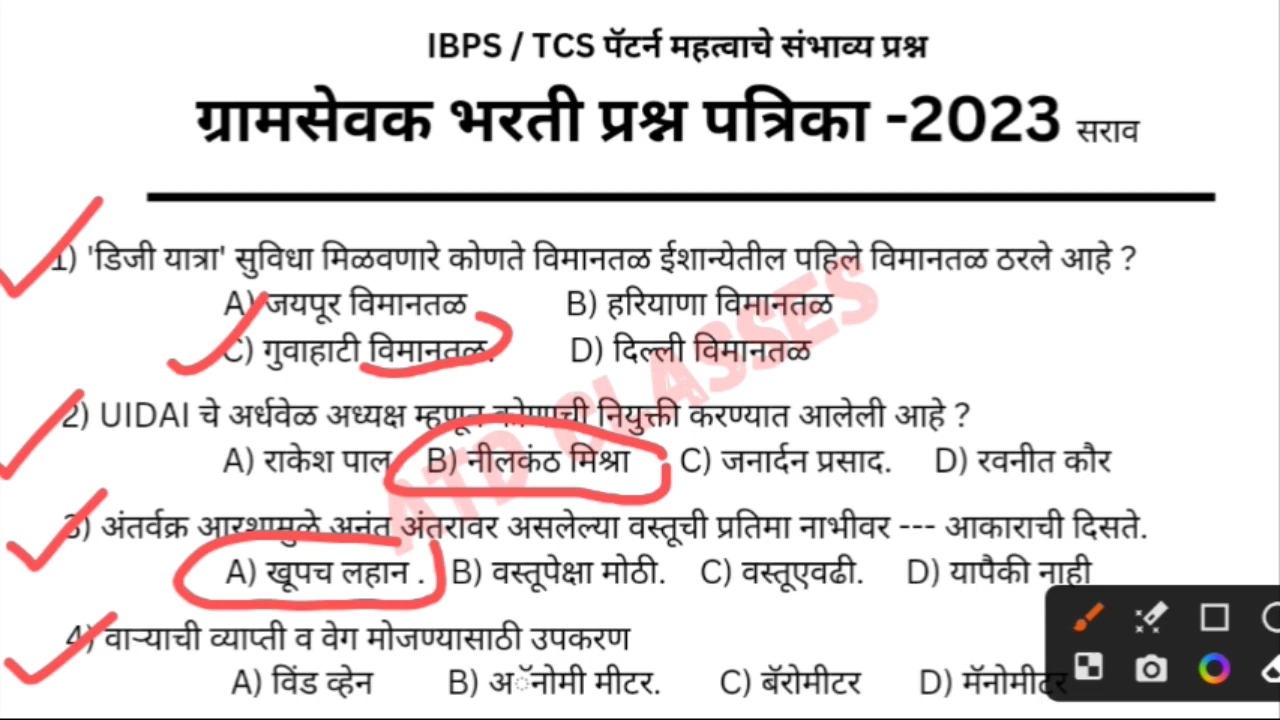 IBPS / TCS पॅटर्न महत्वाचे संभाव्य प्रश्न
ग्रामसेवक भरती प्रश्न पत्रिका -2023 सराव
1) 'डिजी यात्रा' सुविधा मिळवणारे कोणते विमानतळ ईशान्येतील पहिले विमानतळ ठरले आहे ?
A) जयपूर विमानतळ B) हरियाणा विमानतळ
C) गुवाहाटी विमानतळ. D) दिल्ली विमानतळ
2) UIDAI चे अर्धवेळ अध्यक्ष म्हणून कोणाची नियुक्ती करण्यात आलेली आहे ?
A) राकेश पाल B) नीलकंठ मिश्रा C) जनार्दन प्रसाद. D) रवनीत कौर
3) अंतर्वक्र आरशामुळे अनंत अंतरावर असलेल्या वस्तूची प्रतिमा नाभीवर --- आकाराची दिसते.
A) खूपच लहान . B) वस्तूपेक्षा मोठी. C) वस्तूएवढी. D) यापैकी नाही
4) वाऱ्याची व्याप्ती व वेग मोजण्यासाठी उपकरण
A) विंड व्हेन B) अॅनोमी मीटर. C) बॅरोमीटर D) मॅनोमीटर
ATD CLASSES